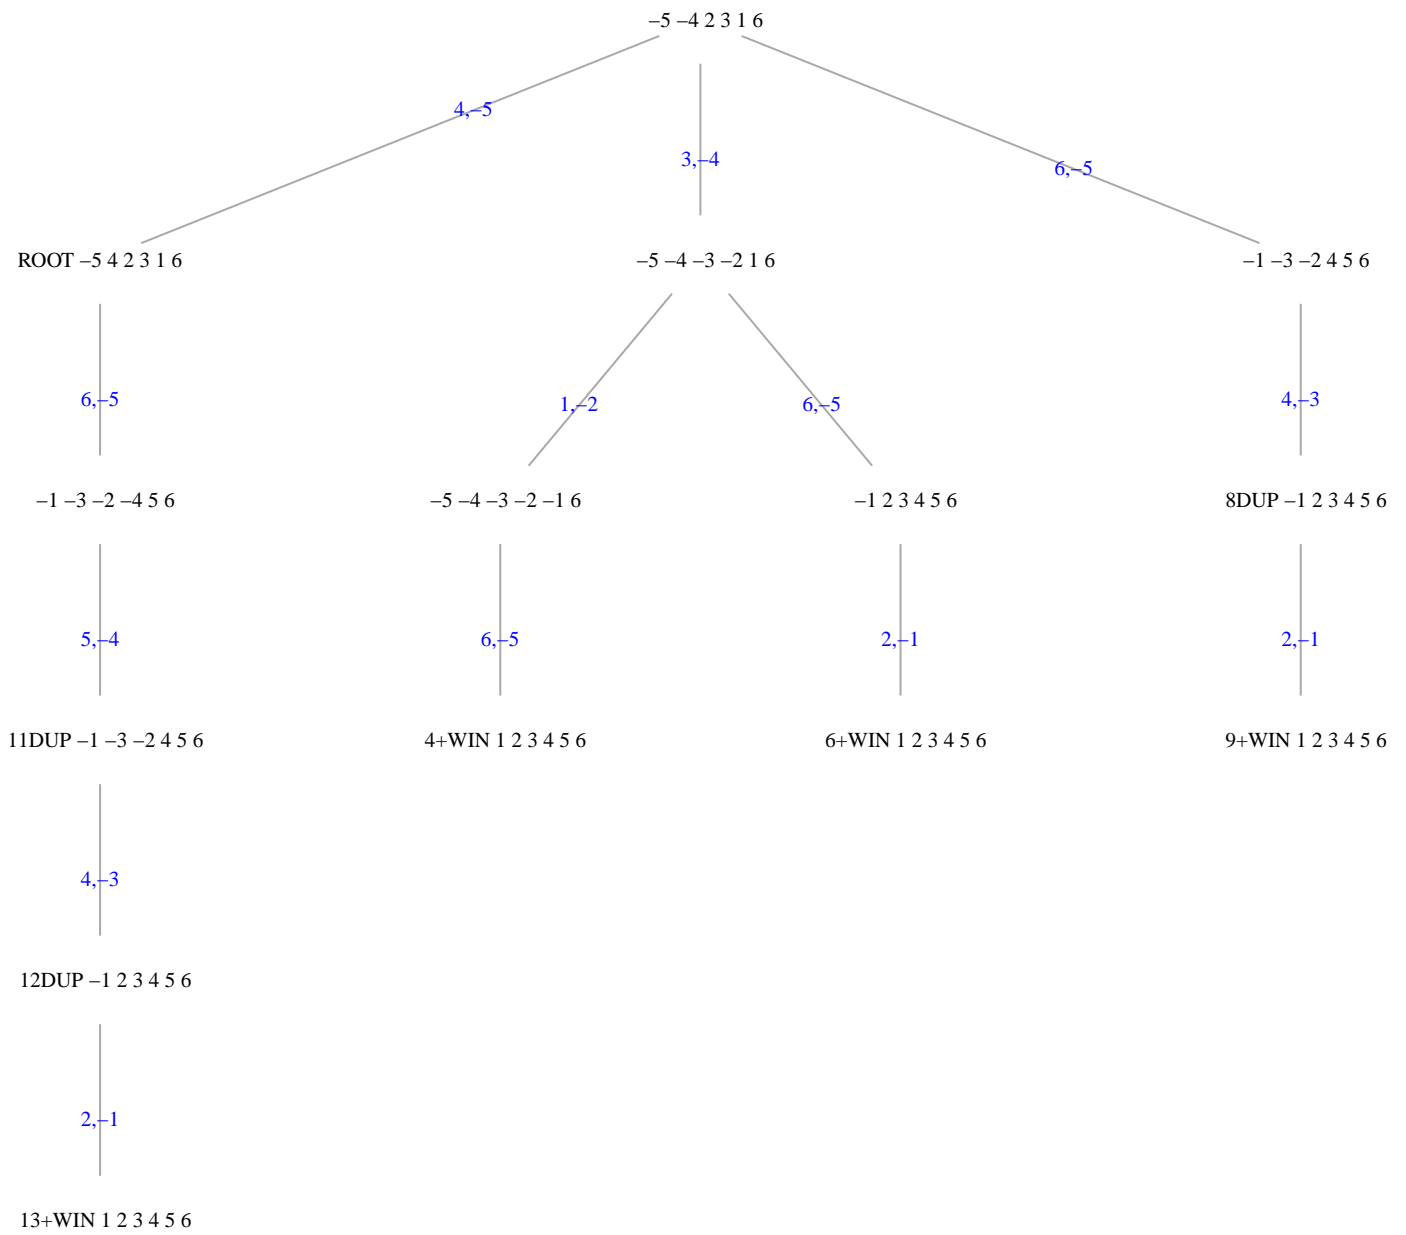 –5 –4 2 3 1 6
4,–5
3,–4
6,–5
ROOT –5 4 2 3 1 6
–5 –4 –3 –2 1 6
–1 –3 –2 4 5 6
6,–5
1,–2
6,–5
4,–3
–1 –3 –2 –4 5 6
–5 –4 –3 –2 –1 6
–1 2 3 4 5 6
8DUP –1 2 3 4 5 6
5,–4
6,–5
2,–1
2,–1
11DUP –1 –3 –2 4 5 6
4+WIN 1 2 3 4 5 6
6+WIN 1 2 3 4 5 6
9+WIN 1 2 3 4 5 6
4,–3
12DUP –1 2 3 4 5 6
2,–1
13+WIN 1 2 3 4 5 6